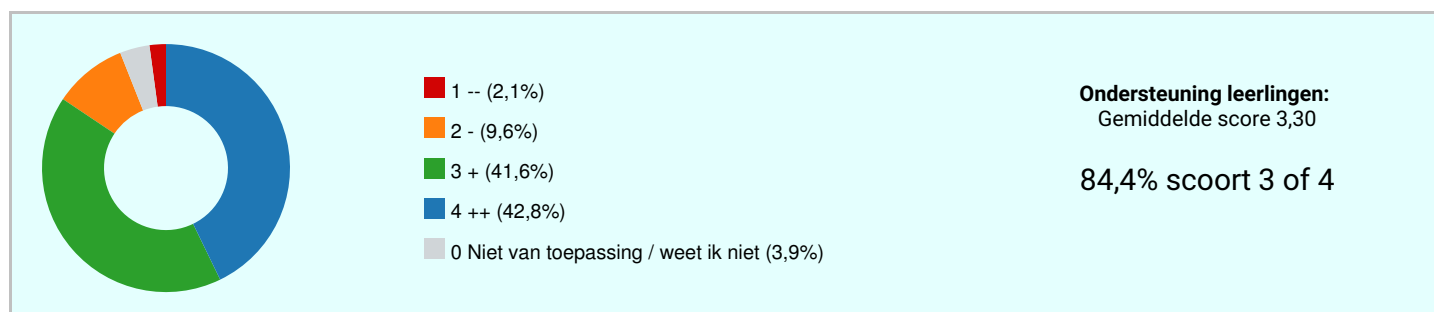 1 -- (2,1%)
2 - (9,6%)
3 + (41,6%)
4 ++ (42,8%)
0 Niet van toepassing / weet ik niet (3,9%)
Ondersteuning leerlingen:
Gemiddelde score 3,30
84,4% scoort 3 of 4